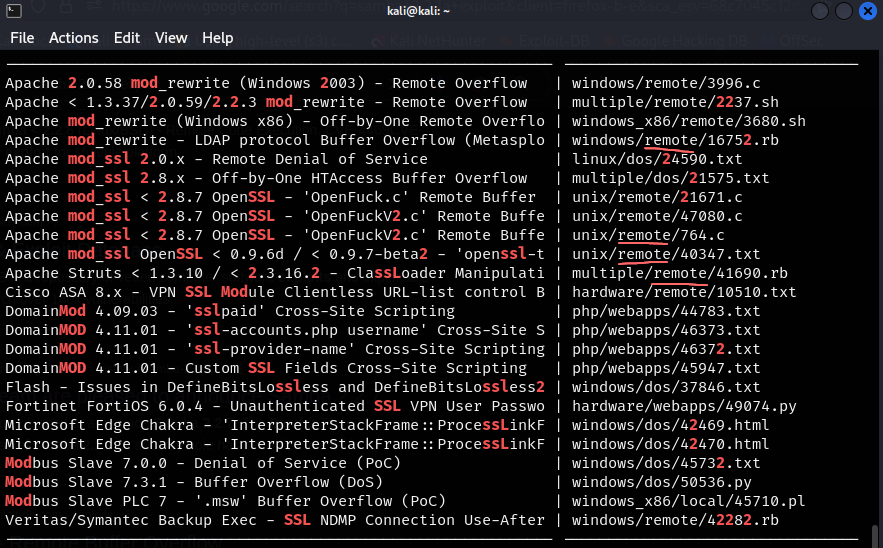 kali@kali: ~
File Actions Edit View Help
Apache 2.0.58 mod_rewrite (Windows 2003) - Remote Overflow | windows/remote/3996.c
Apache < 1.3.37/2.0.59/2.2.3 mod_rewrite - Remote Overflow | multiple/remote/2237.sh
Apache mod_rewrite (Windows x86) - Off-by-One Remote Overflo | windows_x86/remote/3680.sh
Apache mod_rewrite - LDAP protocol Buffer Overflow (Metasplo | windows/remote/16752.rb
Apache mod_ssl 2.0.x - Remote Denial of Service | linux/dos/24590.txt
Apache mod_ssl 2.8.x - Off-by-One HTAccess Buffer Overflow | multiple/dos/21575.txt
Apache mod_ssl < 2.8.7 OpenSSL - 'OpenFuck.c' Remote Buffer | unix/remote/21671.c
Apache mod_ssl < 2.8.7 OpenSSL - 'OpenFuckV2.c' Remote Buffe | unix/remote/47080.c
Apache mod_ssl < 2.8.7 OpenSSL - 'OpenFuckV2.c' Remote Buffe | unix/remote/764.c
Apache mod_ssl OpenSSL < 0.9.6d / < 0.9.7-beta2 - 'openssl-t | unix/remote/40347.txt
Apache Struts < 1.3.10 / < 2.3.16.2 - ClassLoader Manipulati | multiple/remote/41690.rb
Cisco ASA 8.x - VPN SSL Module Clientless URL-list control B | hardware/remote/10510.txt
DomainMod 4.09.03 - 'sslpaid' Cross-Site Scripting | php/webapps/44783.txt
DomainMOD 4.11.01 - 'ssl-accounts.php username' Cross-Site S | php/webapps/46373.txt
DomainMOD 4.11.01 - 'ssl-provider-name' Cross-Site Scripting | php/webapps/46372.txt
DomainMOD 4.11.01 - Custom SSL Fields Cross-Site Scripting | php/webapps/45947.txt
Flash - Issues in DefineBitsLossless and DefineBitsLossless2 | windows/dos/37846.txt
Fortinet FortiOS 6.0.4 - Unauthenticated SSL VPN User Passwo | hardware/webapps/49074.py
Microsoft Edge Chakra - 'InterpreterStackFrame::ProcessLinkF | windows/dos/42469.html
Microsoft Edge Chakra - 'InterpreterStackFrame::ProcessLinkF | windows/dos/42470.html
Modbus Slave 7.0.0 - Denial of Service (PoC) | windows/dos/45732.txt
Modbus Slave 7.3.1 - Buffer Overflow (DoS) | windows/dos/50536.py
Modbus Slave PLC 7 - '.msw' Buffer Overflow (PoC) | windows_x86/local/45710.pl
Veritas/Symantec Backup Exec - SSL NDMP Connection Use-After | windows/remote/42282.rb